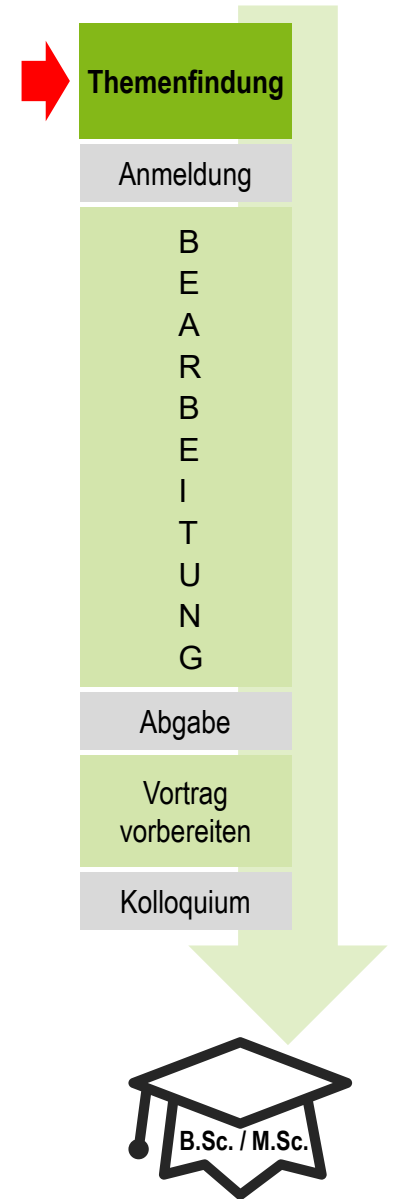 Themenfindung
Anmeldung
B
E
A
R
B
E
I
T
U
N
G
Abgabe
Vortrag
vorbereiten
Kolloquium
B.Sc. / M.Sc.